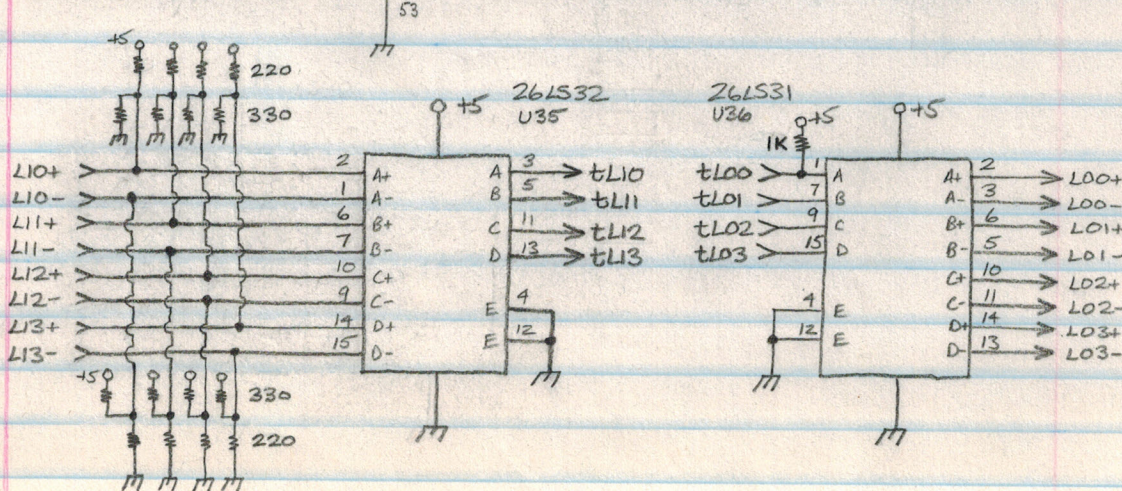 53
+5
220
330
26LS32
U35
+5
26LS31
U36
+5
1K
+5
LI0+ 2 A+ A 3 tLI0
LI0- 1 A- B 5 tLI1
LI1+ 6 B+ C 11 tLI2
LI1- 7 B- D 13 tLI3
LI2+ 10 C+
LI2- 9 C- E 4
LI3+ 14 D+ E 12
LI3- 15 D-
tLO0 1 A A+ 2 LO0+
tLO1 7 B A- 3 LO0-
tLO2 9 C B+ 6 LO1+
tLO3 15 D B- 5 LO1-
C+ 10 LO2+
4 E C- 11 LO2-
12 E D+ 14 LO3+
D- 13 LO3-
+5
330
220